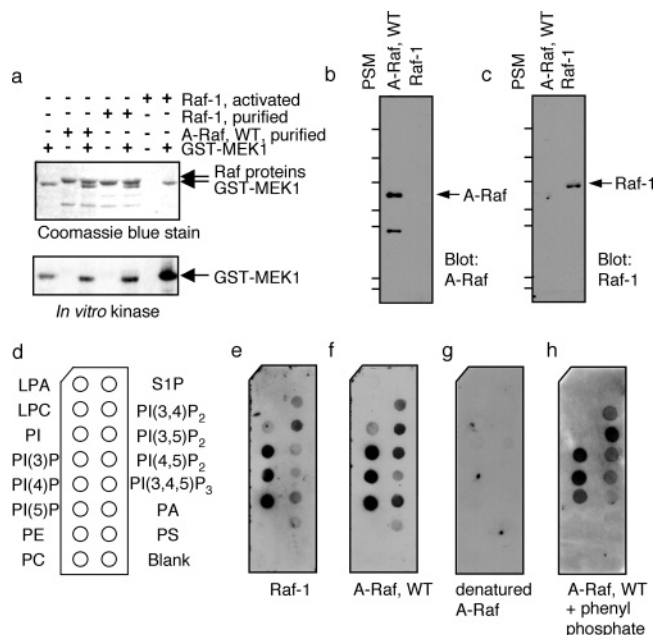 a
- - - - - - + + Raf-1, activated
- - - + + - - Raf-1, purified
- + + - - - - A-Raf, WT, purified
+ - + - + - + GST-MEK1
Raf proteins
GST-MEK1
Coomassie blue stain
GST-MEK1
In vitro kinase
b
PSM
A-Raf, WT
Raf-1
A-Raf
Blot:
A-Raf
c
PSM
A-Raf, WT
Raf-1
Raf-1
Blot:
Raf-1
d
LPA S1P
LPC PI(3,4)P2
PI PI(3,5)P2
PI(3)P PI(4,5)P2
PI(4)P PI(3,4,5)P3
PI(5)P PA
PE PS
PC Blank
e
Raf-1
f
A-Raf, WT
g
denatured
A-Raf
h
A-Raf, WT
+ phenyl
phosphate